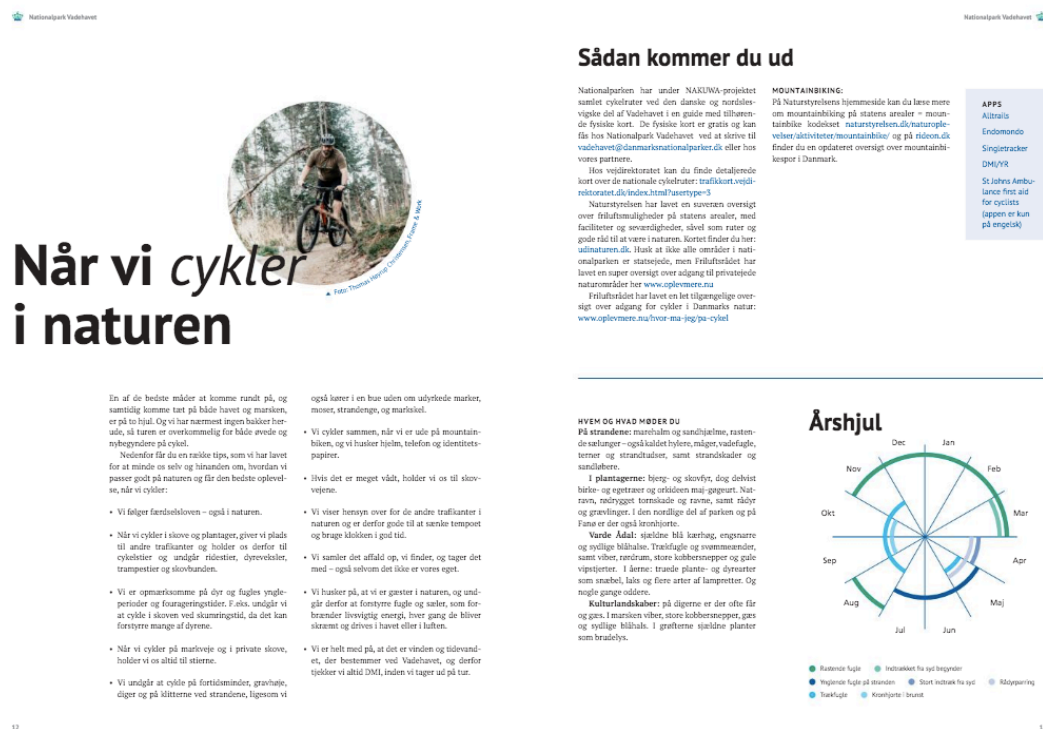 Nationalpark Vadehavet
Når vi cykler
i naturen
▲ Foto: Thomas Høyrup Christensen, Frame & Work
En af de bedste måder at komme rundt på, og
samtidig komme tæt på både havet og marsken,
er på to hjul. Og vi har nærmest ingen bakker her-
ude, så turen er overkommelig for både øvede og
nybegyndere på cykel.
Nedenfor får du en række tips, som vi har lavet
for at minde os selv og hinanden om, hvordan vi
passer godt på naturen og får den bedste oplevel-
se, når vi cykler:
• Vi følger færdselsloven – også i naturen.
• Når vi cykler i skove og plantager, giver vi plads
til andre trafikanter og holder os derfor til
cykelstier og undgår ridestier, dyreveksler,
trampestier og skovbunden.
• Vi er opmærksomme på dyr og fugles yngle-
perioder og fourageringstider. F.eks. undgår vi
at cykle i skoven ved skumringstid, da det kan
forstyrre mange af dyrene.
• Når vi cykler på markveje og i private skove,
holder vi os altid til stierne.
• Vi undgår at cykle på fortidsminder, gravhøje,
diger og på klitterne ved strandene, ligesom vi
også kører i en bue uden om udyrkede marker,
moser, strandenge, og markskel.
• Vi cykler sammen, når vi er ude på mountain-
biken, og vi husker hjelm, telefon og identitets-
papirer.
• Hvis det er meget vådt, holder vi os til skov-
vejene.
• Vi viser hensyn over for de andre trafikanter i
naturen og er derfor gode til at sænke tempoet
og bruge klokken i god tid.
• Vi samler det affald op, vi finder, og tager det
med – også selvom det ikke er vores eget.
• Vi husker på, at vi er gæster i naturen, og und-
går derfor at forstyrre fugle og sæler, som for-
brænder livsvigtig energi, hver gang de bliver
skræmt og drives i havet eller i luften.
• Vi er helt med på, at det er vinden og tidevand-
et, der bestemmer ved Vadehavet, og derfor
tjekker vi altid DMI, inden vi tager ud på tur.
Nationalpark Vadehavet
Sådan kommer du ud
Nationalparken har under NAKUWA-projektet
samlet cykelruter ved den danske og nordsles-
vigske del af Vadehavet i en guide med tilhøren-
de fysiske kort. De fysiske kort er gratis og kan
fås hos Nationalpark Vadehavet ved at skrive til
vadehavet@danmarksnationalparker.dk eller hos
vores partnere.
Hos vejdirektoratet kan du finde detaljerede
kort over de nationale cykelruter: trafikkort.vejdi-
rektoratet.dk/index.html?usertype=3
Naturstyrelsen har lavet en suveræn oversigt
over friluftsmuligheder på statens arealer, med
faciliteter og seværdigheder, såvel som ruter og
gode råd til at være i naturen. Kortet finder du her:
udinaturen.dk. Husk at ikke alle områder i nati-
onalparken er statsejede, men Friluftsrådet har
lavet en super oversigt over adgang til privatejede
naturområder her www.oplevmere.nu
Friluftsrådet har lavet en let tilgængelige over-
sigt over adgang for cykler i Danmarks natur:
www.oplevmere.nu/hvor-ma-jeg/pa-cykel
MOUNTAINBIKING:
På Naturstyrelsens hjemmeside kan du læse mere
om mountainbiking på statens arealer = moun-
tainbike kodekset naturstyrelsen.dk/naturople-
velser/aktiviteter/mountainbike/ og på rideon.dk
finder du en opdateret oversigt over mountainbi-
kespor i Danmark.
APPS
Alltrails
Endomondo
Singletracker
DMI/YR
St Johns Ambu-
lance first aid
for cyclists
(appen er kun
på engelsk)
HVEM OG HVAD MØDER DU
På strandene: marehalm og sandhjælme, rasten-
de sælunger – også kaldet hylere, måger, vadefugle,
terner og strandtudser, samt strandskader og
sandløbere.
I plantagerne: bjerg- og skovfyr, dog delvist
birke- og egetræer og orkideen maj-gøgeurt. Nat-
ravn, rødrygget tornskade og ravne, samt rådyr
og grævlinger. I den nordlige del af parken og på
Fanø er der også kronhjorte.
Varde Ådal: sjældne blå kærhøg, engsnarre
og sydlige blåhalse. Trækfugle og svømmeænder,
samt viber, rørdrum, store kobbersnepper og gule
vipstjerter. I åerne: truede plante- og dyrearter
som snæbel, laks og flere arter af lampretter. Og
nogle gange oddere.
Kulturlandskaber: på digerne er der ofte får
og gæs. I marsken viber, store kobbersnepper, gæs
og sydlige blåhals. I grøfterne sjældne planter
som brudelys.
Årshjul
Dec
Jan
Nov
Feb
Okt
Mar
Sep
Apr
Aug
Maj
Jul
Jun
Rastende fugle
Indtrækket fra syd begynder
Ynglende fugle på stranden
Stort indtræk fra syd
Rådyrparring
Trækfugle
Kronhjorte i brunst